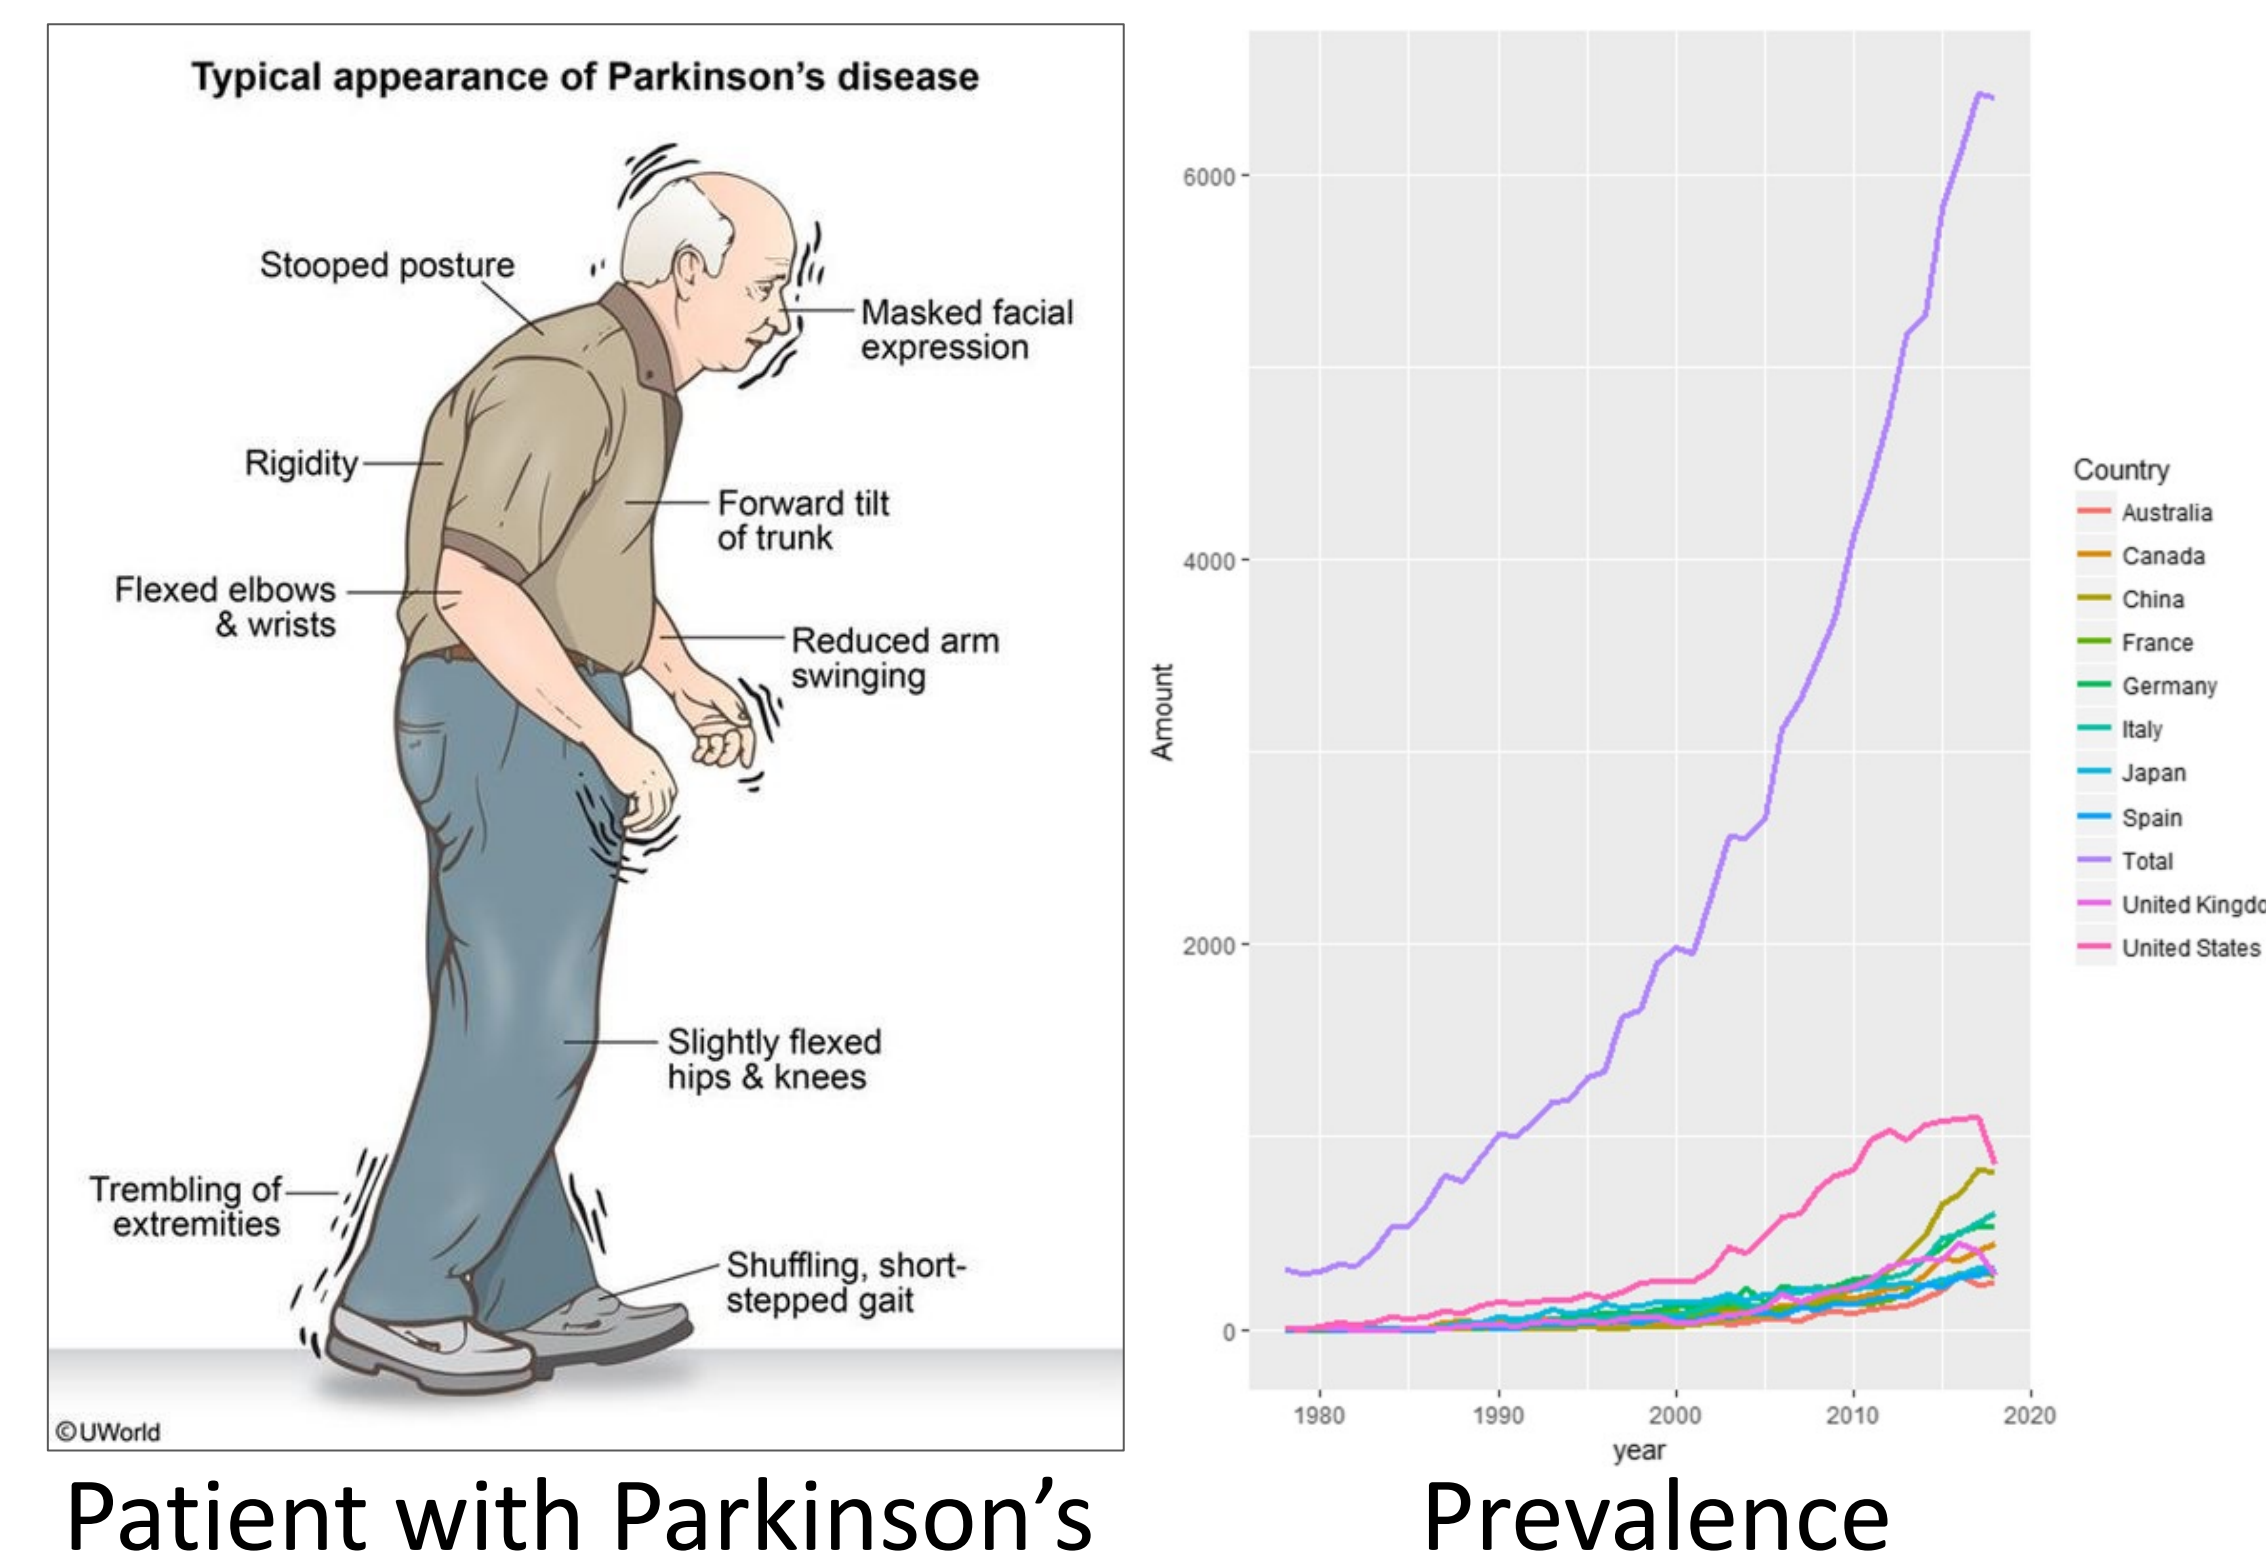 Typical appearance of Parkinson's disease
Stooped posture
Masked facial
expression
Rigidity
Forward tilt
of trunk
Flexed elbows
& wrists
Reduced arm
swinging
Slightly flexed
hips & knees
Trembling of
extremities
Shuffling, short-
stepped gait
©UWorld
Patient with Parkinson's
6000
4000
2000
0
Amount
1980 1990 2000 2010 2020
year
Country
Australia
Canada
China
France
Germany
Italy
Japan
Spain
Total
United Kingdo
United States
Prevalence